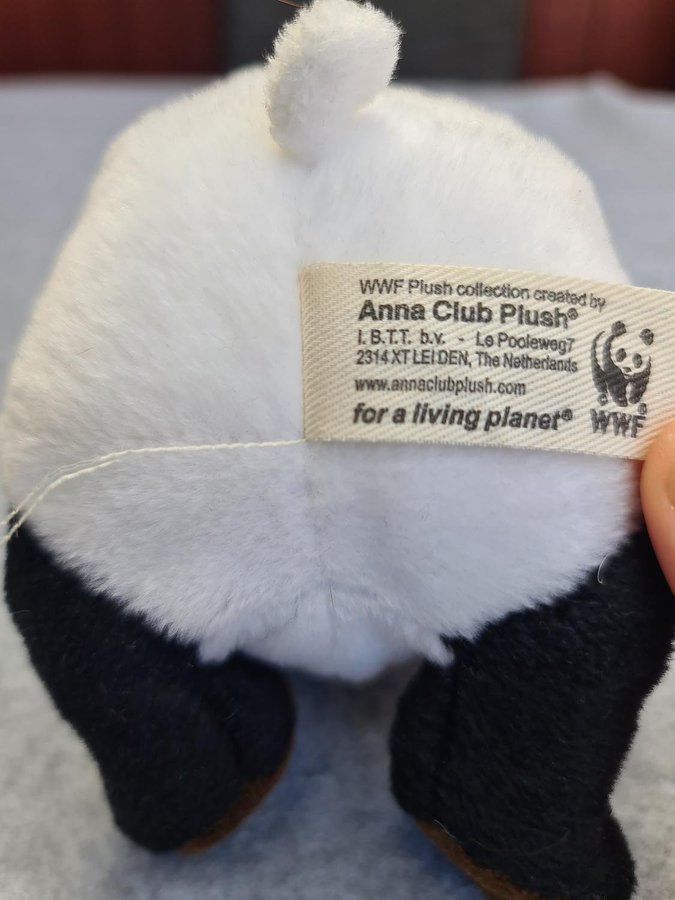 WWF Plush collection created by
Anna Club Plush®
I. B.T.T. b.v. - Le Pooleweg7
2314 XT LEIDEN, The Netherlands
www.annaclubplush.com
for a living planet®
WWF